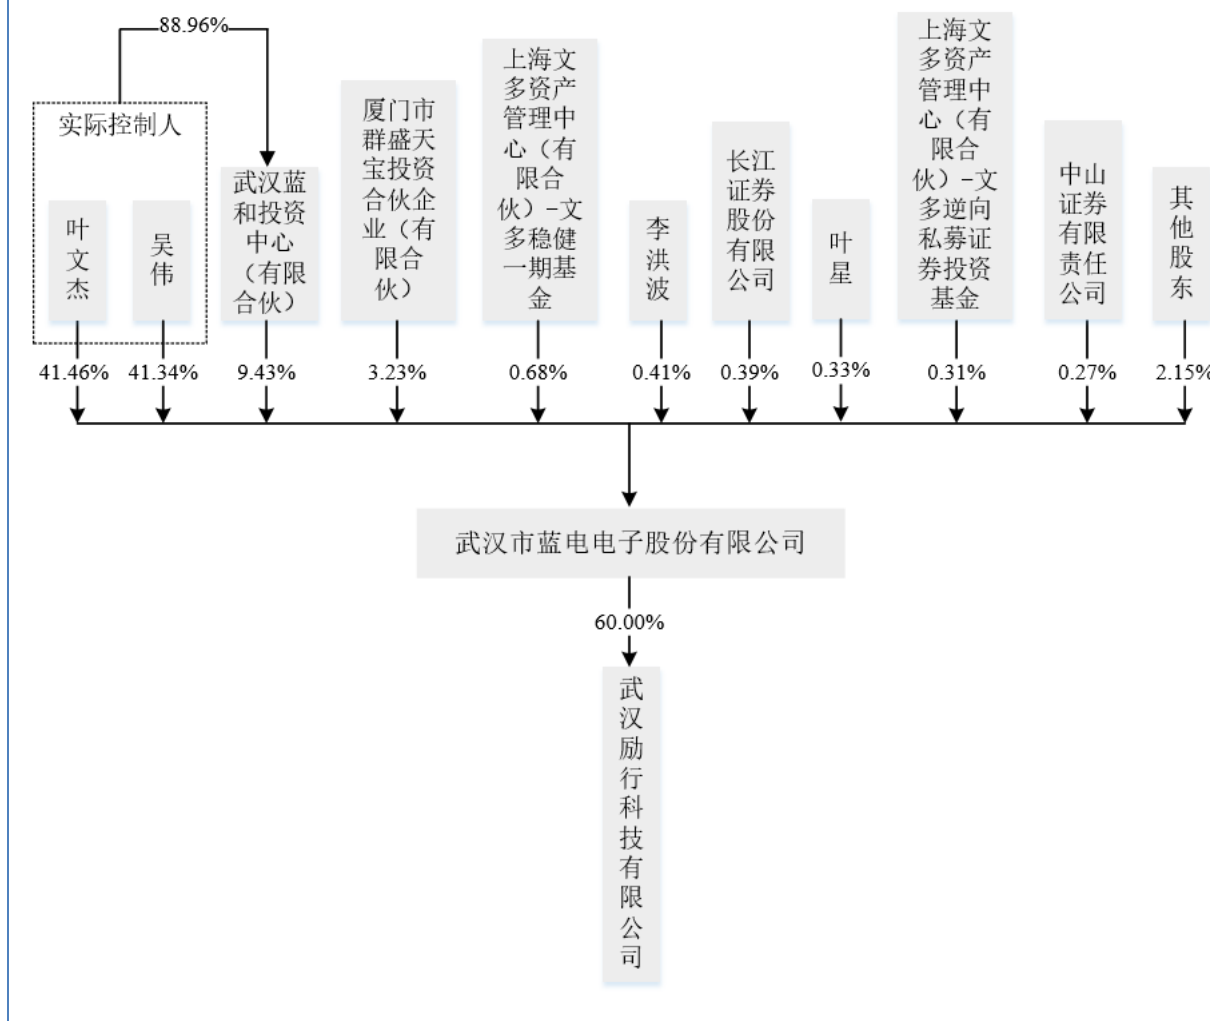 88.96%
实际控制人
叶
文
杰
吴
伟
武汉蓝
和投资
中心
（有限
合伙）
厦门市
群盛天
宝投资
合伙企
业（有
限合
伙）
上海文
多资产
管理中
心（有
限合
伙）-文
多稳健
一期基
金
李
洪
波
长江
证券
股份
有限
公司
叶
星
上海文
多资产
管理中
心（有
限合
伙）-文
多逆向
私募证
券投资
基金
中山
证券
有限
责任
公司
其
他
股
东
41.46%
41.34%
9.43%
3.23%
0.68%
0.41%
0.39%
0.33%
0.31%
0.27%
2.15%
武汉市蓝电电子股份有限公司
60.00%
武
汉
励
行
科
技
有
限
公
司